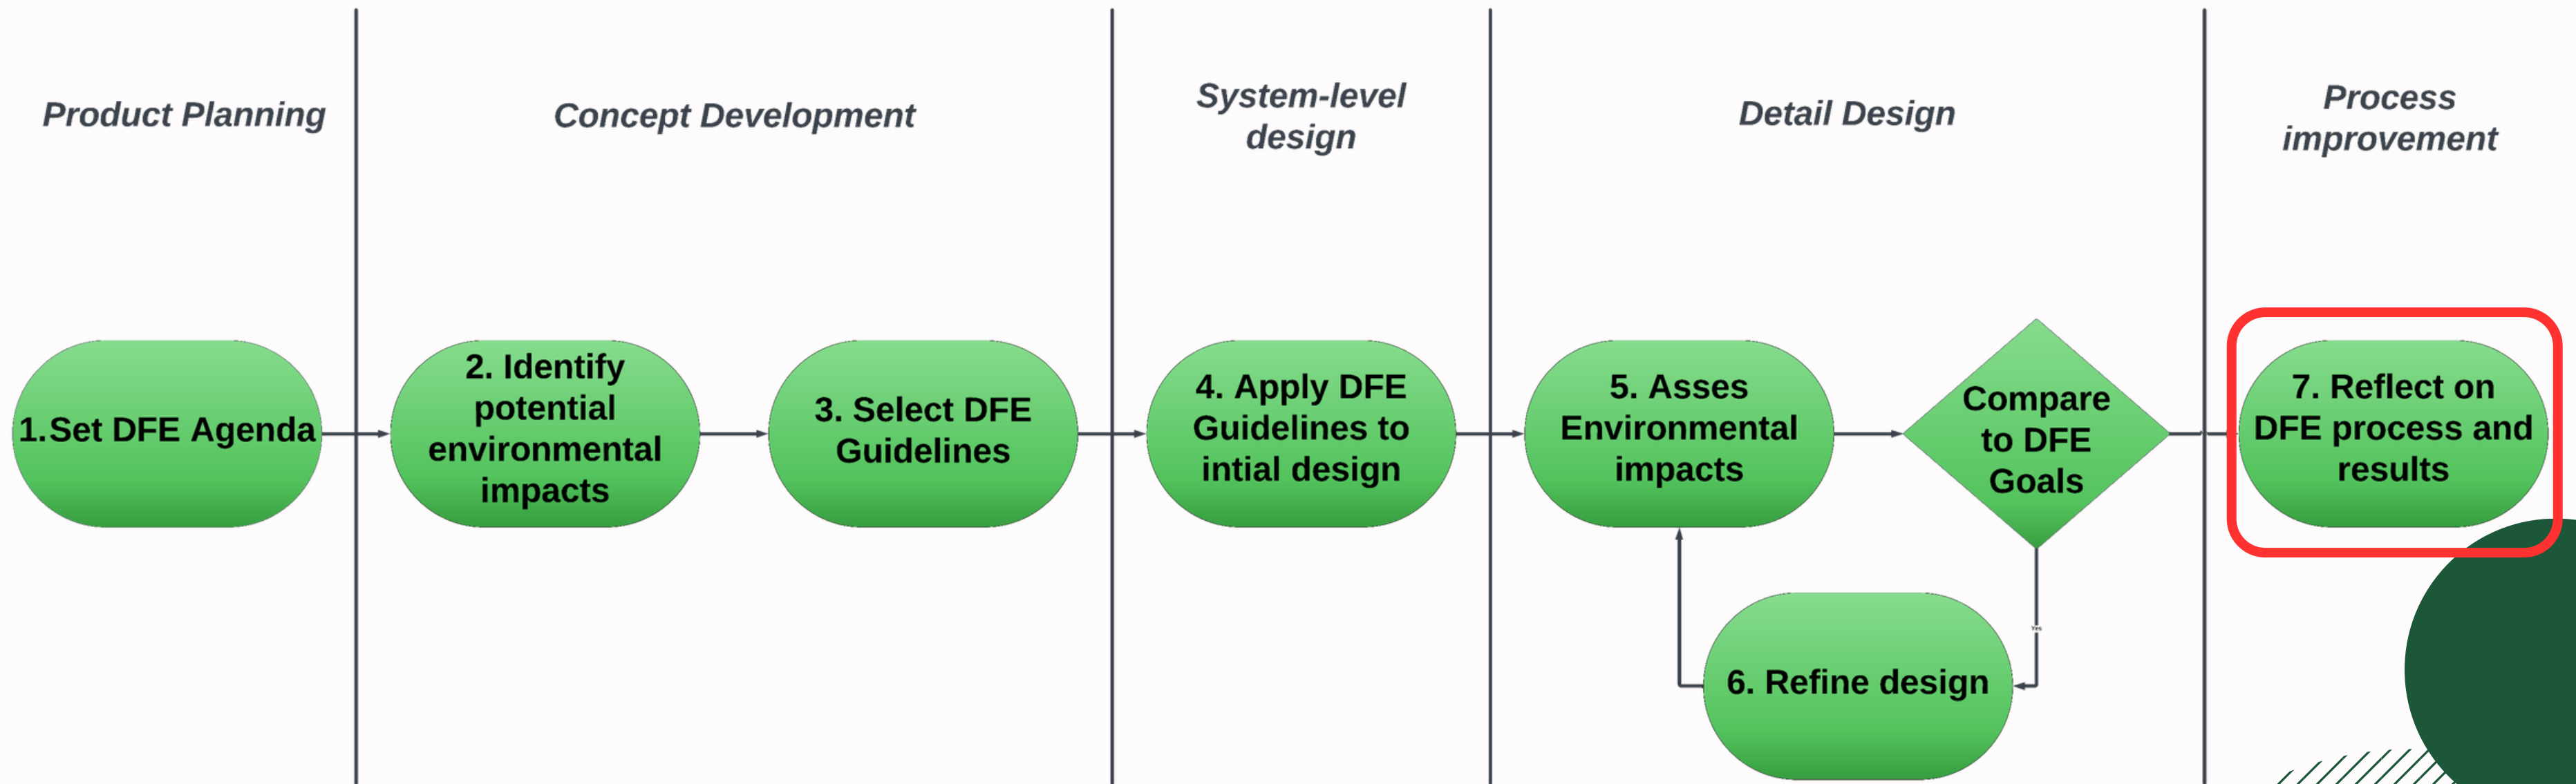 Product Planning
Concept Development
System-level
design
Detail Design
Process
improvement
1.Set DFE Agenda
2. Identify
potential
environmental
impacts
3. Select DFE
Guidelines
4. Apply DFE
Guidelines to
intial design
5. Asses
Environmental
impacts
Compare
to DFE
Goals
Yes
6. Refine design
7. Reflect on
DFE process and
results